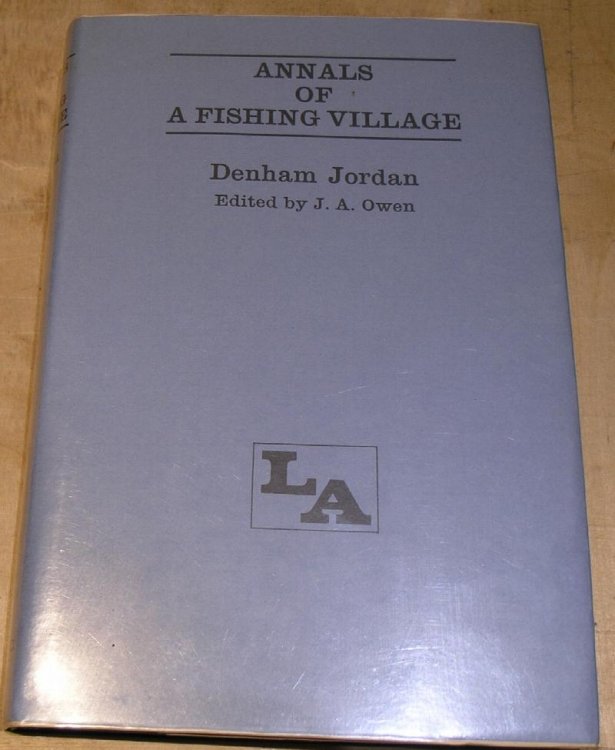 ANNALS
OF
A FISHING VILLAGE
Denham Jordan
Edited by J. A. Owen
LA